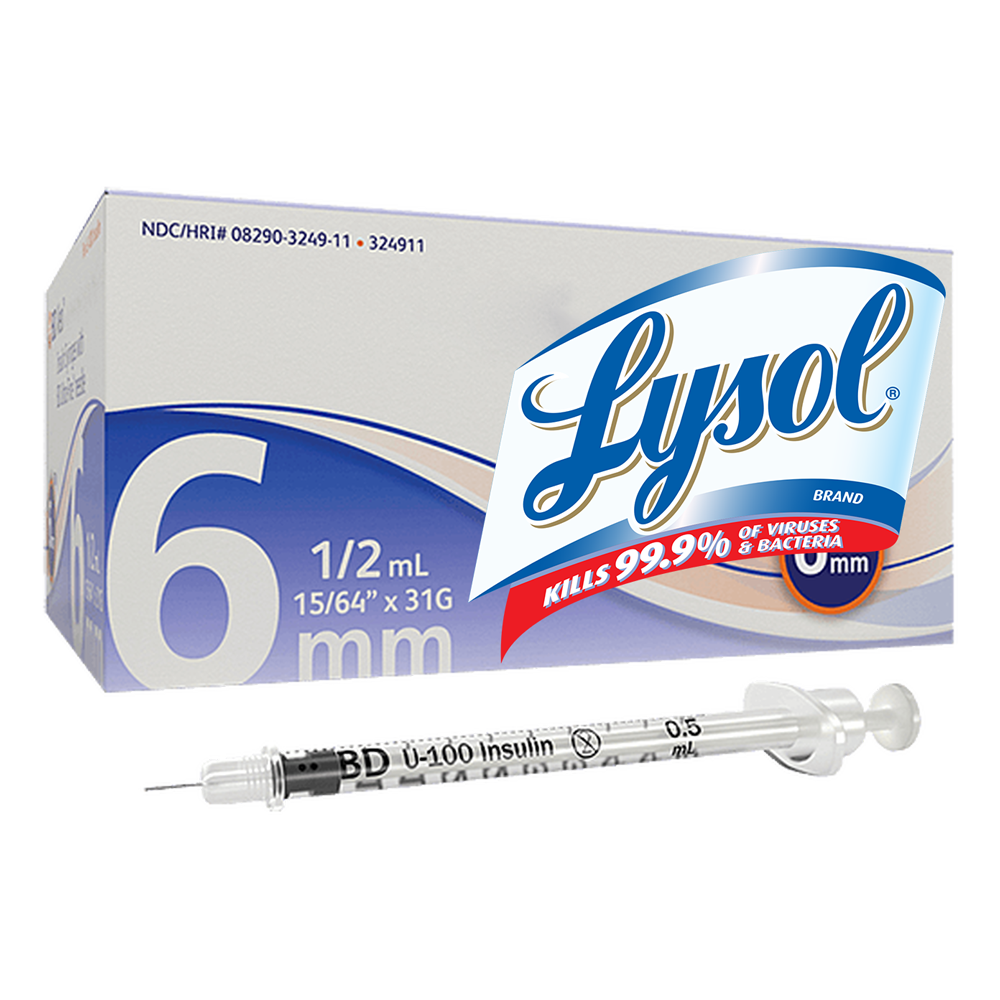 NDC/HRI# 08290-3249-11 • 324911
Lysol®
BRAND
KILLS 99.9% OF VIRUSES
& BACTERIA
6
1/2 mL
15/64” x 31G
mm
6mm
BD U-100 Insulin
0.5
mL